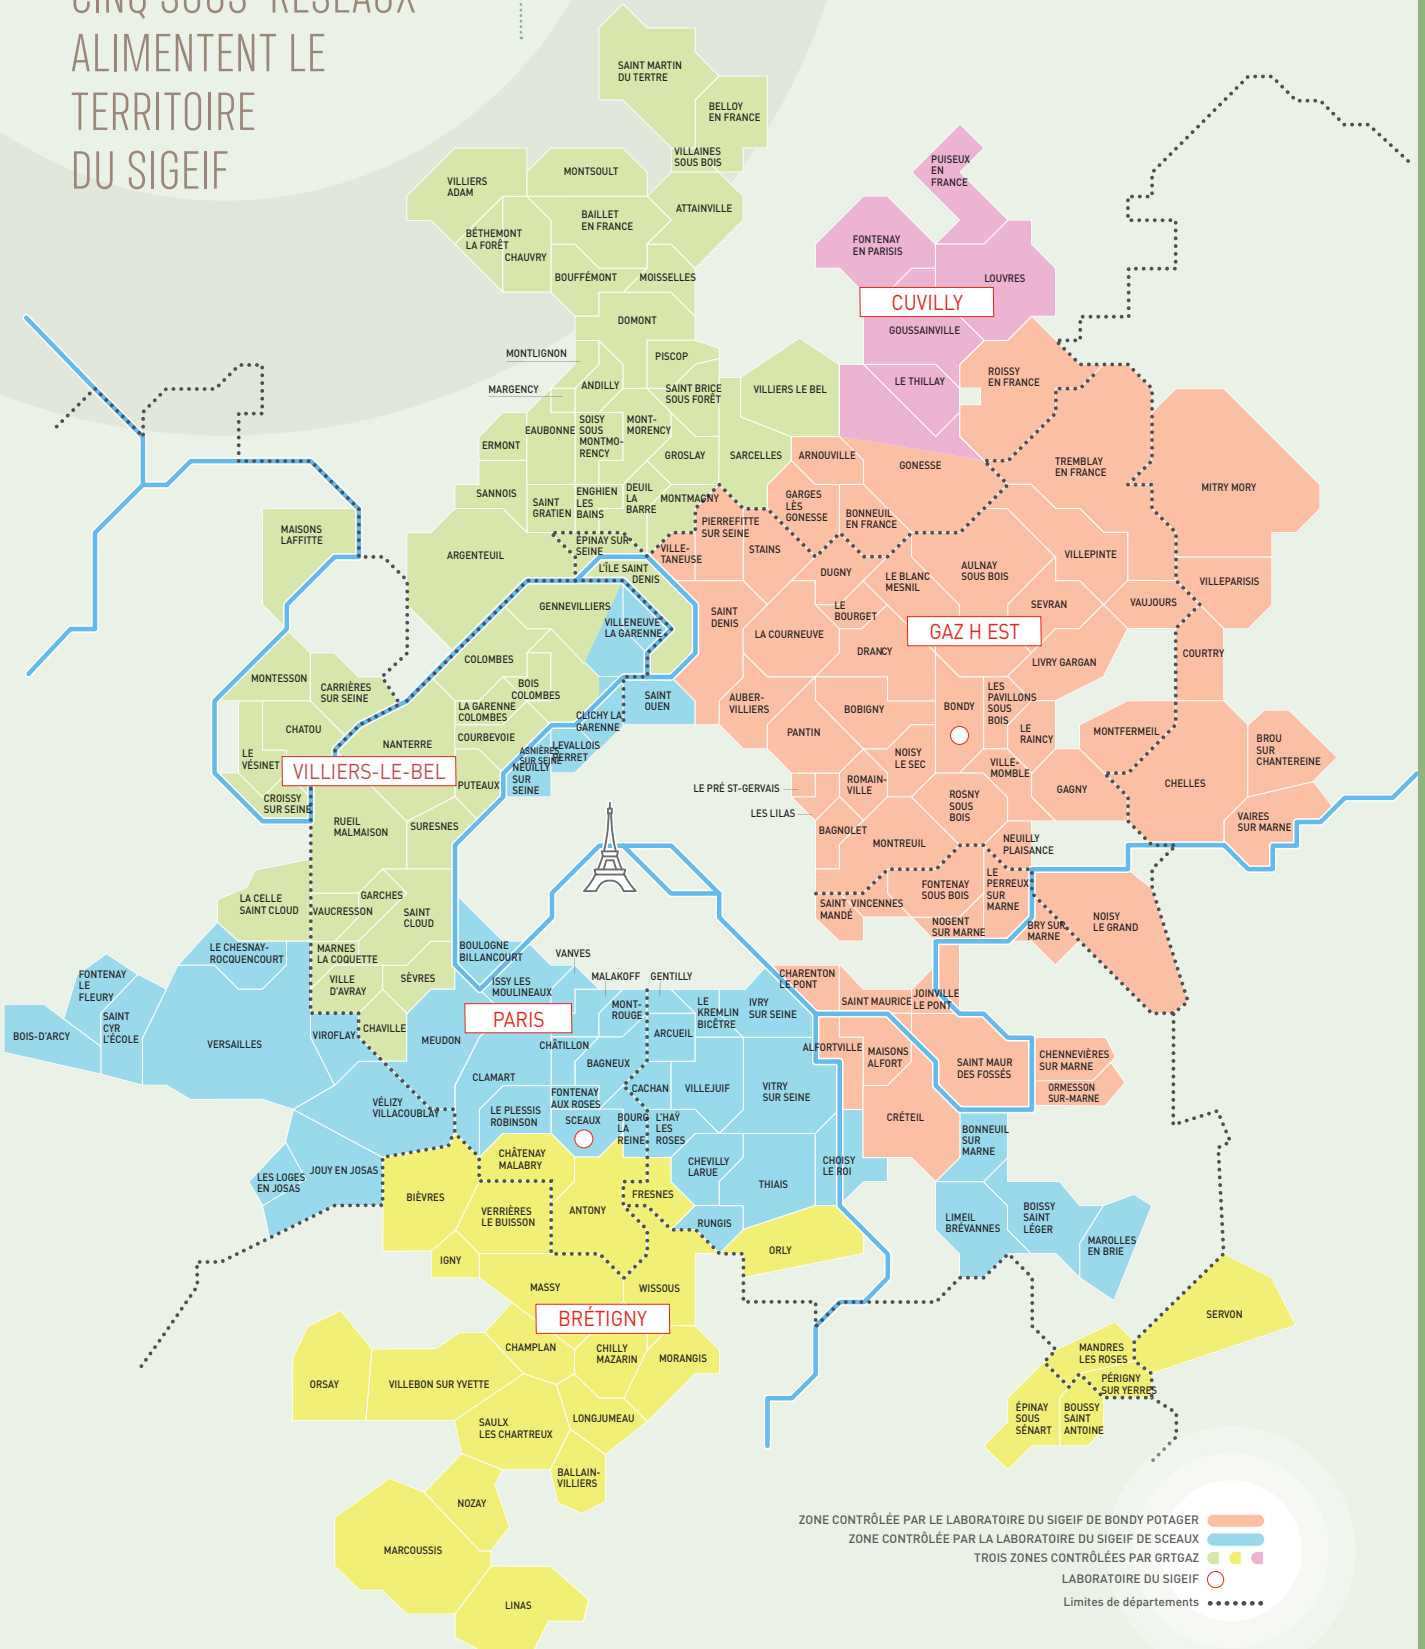 CINQ SOUS-RÉSEAUX
ALIMENTENT LE
TERRITOIRE
DU SIGEIF
SAINT MARTIN
DU TERTRE
BELLOY
EN FRANCE
VILLAINES
SOUS BOIS
MONTSOULT
VILLIERS
ADAM
ATTAINVILLE
BAILLET
EN FRANCE
BÉTHEMONT
LA FORÊT
CHAUVRY
BOUFFÉMONT
MOISSELLES
DOMONT
PUISEUX
EN
FRANCE
FONTENAY
EN PARISIS
LOUVRES
CUVILLY
GOUSSAINVILLE
LE THILLAY
ROISSY
EN FRANCE
MONTLIGNON
PISCOP
MARGENCY
ANDILLY
SAINT BRICE
SOUS FORÊT
VILLIERS LE BEL
EAUBONNE
SOISY
SOUS
MONTMO-
RENCY
MONT-
MORENCY
ERMONT
GROSLAY
SARCELLES
ARNOUVILLE
GONESSE
TREMBLAY
EN FRANCE
MITRY MORY
SANNOIS
SAINT
GRATIEN
ENGHIEN
LES
BAINS
DEUIL
LA
BARRE
MONTMAGNY
GARGES
LÈS
GONESSE
BONNEUIL
EN FRANCE
PIERREFITTE
SUR SEINE
MAISONS
LAFFITTE
ARGENTEUIL
ÉPINAY SUR
SEINE
VILLE-
TANEUSE
STAINS
VILLEPINTE
L'ÎLE SAINT
DENIS
DUGNY
LE BLANC
MESNIL
AULNAY
SOUS BOIS
VILLEPARISIS
GENNEVILLIERS
VILLENEUVE
LA GARENNE
SAINT
DENIS
LE
BOURGET
SEVRAN
VAUJOURS
LA COURNEUVE
GAZ H EST
DRANCY
LIVRY GARGAN
COURTRY
COLOMBES
MONTESSON
CARRIÈRES
SUR SEINE
BOIS
COLOMBES
SAINT
OUEN
AUBER-
VILLIERS
BOBIGNY
BONDY
LES
PAVILLONS
SOUS
BOIS
LA GARENNE
COLOMBES
CLICHY LA
GARENNE
CHATOU
COURBEVOIE
PANTIN
LE
RAINCY
MONTFERMEIL
NANTERRE
ASNIÈRES
SUR SEINE
LEVALLOIS
PERRET
NOISY
LE SEC
BROU
SUR
CHANTEREINE
LE
VÉSINET
VILLIERS-LE-BEL
NEUILLY
SUR
SEINE
PUTEAUX
VILLE-
MOMBLE
CHELLES
LE PRÉ ST-GERVAIS
ROMAIN-
VILLE
ROSNY
SOUS
BOIS
GAGNY
CROISSY
SUR SEINE
LES LILAS
VAIRES
SUR MARNE
RUEIL
MALMAISON
SURESNES
BAGNOLET
MONTREUIL
NEUILLY
PLAISANCE
LA CELLE
SAINT CLOUD
GARCHES
VAUCRESSON
SAINT
CLOUD
SAINT
MANDÉ
VINCENNES
FONTENAY
SOUS BOIS
LE
PERREUX
SUR
MARNE
NOGENT
SUR MARNE
BRY SUR
MARNE
NOISY
LE GRAND
LE CHESNAY-
ROCQUENCOURT
MARNES
LA COQUETTE
BOULOGNE
BILLANCOURT
VANVES
FONTENAY
LE
FLEURY
VILLE
D'AVRAY
SÈVRES
ISSY LES
MOULINEAUX
MALAKOFF
GENTILLY
CHARENTON
LE PONT
SAINT MAURICE
JOINVILLE
LE PONT
MONT-
ROUGE
LE
KREMLIN
BICÊTRE
IVRY
SUR SEINE
SAINT
CYR
L'ÉCOLE
BOIS-D'ARCY
PARIS
VERSAILLES
VIROFLAY
CHAVILLE
MEUDON
CHÂTILLON
ARCUEIL
ALFORTVILLE
MAISONS
ALFORT
SAINT MAUR
DES FOSSÉS
CHENNEVIÈRES
SUR MARNE
BAGNEUX
CLAMART
CACHAN
VILLEJUIF
VITRY
SUR SEINE
ORMESSON
SUR-MARNE
VÉLIZY
VILLACOUBLAY
FONTENAY
AUX ROSES
LE PLESSIS
ROBINSON
SCEAUX
BOURG
LA
REINE
L'HAŸ
LES
ROSES
CRÉTEIL
BONNEUIL
SUR
MARNE
CHÂTENAY
MALABRY
CHEVILLY
LARUE
CHOISY
LE ROI
LES LOGES
EN JOSAS
JOUY EN JOSAS
THIAIS
BIÈVRES
VERRIÈRES
LE BUISSON
ANTONY
FRESNES
RUNGIS
LIMEIL
BRÉVANNES
BOISSY
SAINT
LÉGER
MAROLLES
EN BRIE
IGNY
ORLY
MASSY
WISSOUS
SERVON
BRÉTIGNY
CHAMPLAN
CHILLY
MAZARIN
MORANGIS
MANDRES
LES ROSES
ORSAY
VILLEBON SUR YVETTE
PÉRIGNY
SUR YERRES
SAULX
LES CHARTREUX
LONGJUMEAU
ÉPINAY
SOUS
SÉNART
BOUSSY
SAINT
ANTOINE
BALLAIN-
VILLIERS
NOZAY
MARCOUSSIS
LINAS
ZONE CONTRÔLÉE PAR LE LABORATOIRE DU SIGEIF DE BONDY POTAGER
ZONE CONTRÔLÉE PAR LA LABORATOIRE DU SIGEIF DE SCEAUX
TROIS ZONES CONTRÔLÉES PAR GRTGAZ
LABORATOIRE DU SIGEIF
Limites de départements